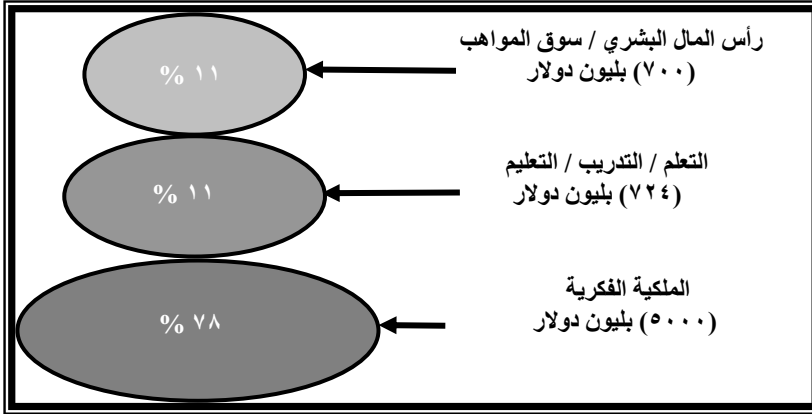 رأس المال البشري / سوق المواهب
(٧٠٠) بليون دولار
% ١١
التعلم / التدريب / التعليم
(٧٢٤) بليون دولار
% ١١
الملكية الفكرية
(٥٠٠٠) بليون دولار
% ٧٨